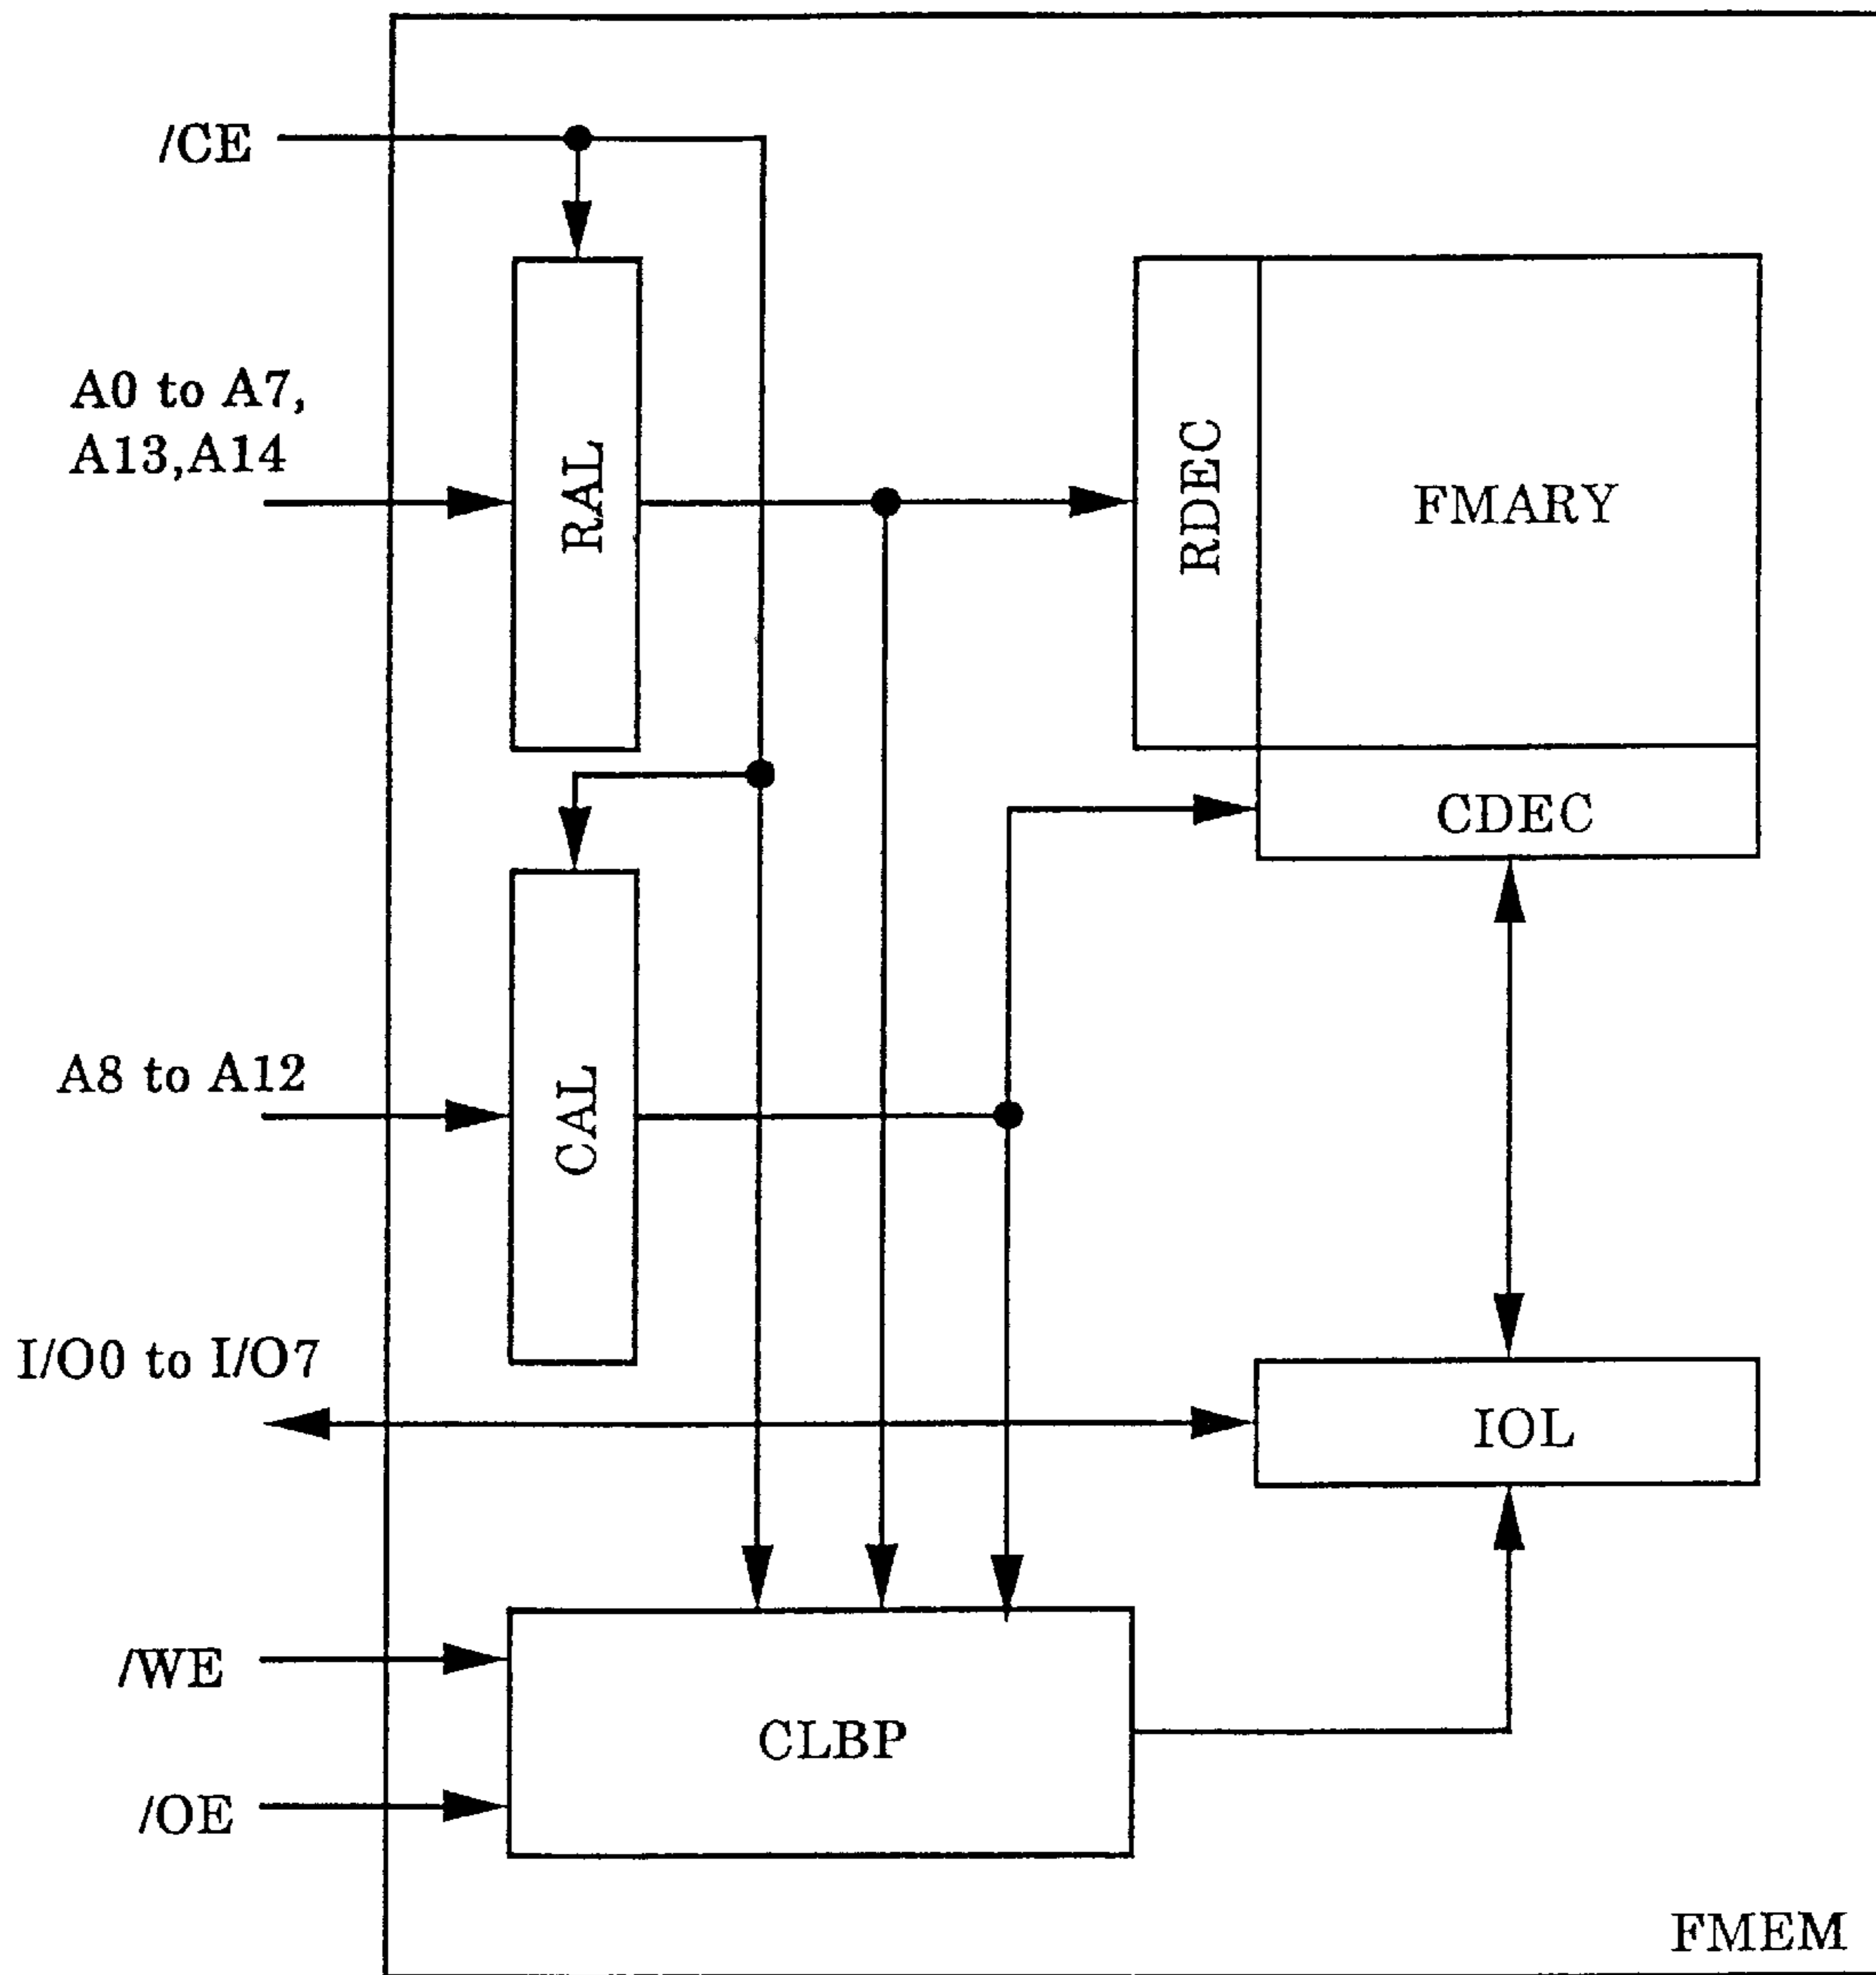 /CE
A0 to A7,
A13,A14
RAL
RDEC
FMARY
CDEC
A8 to A12
CAL
I/O0 to I/O7
IOL
/WE
CLBP
/OE
FMEM